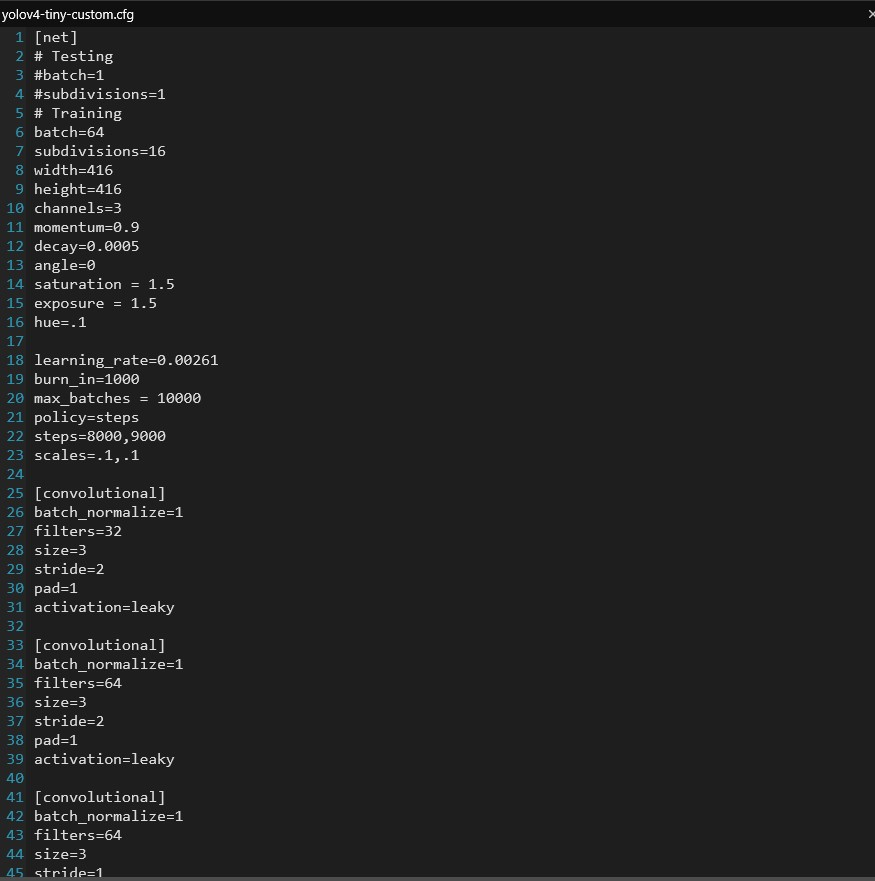 yolov4-tiny-custom.cfg
1 [net]
2 # Testing
3 #batch=1
4 #subdivisions=1
5 # Training
6 batch=64
7 subdivisions=16
8 width=416
9 height=416
10 channels=3
11 momentum=0.9
12 decay=0.0005
13 angle=0
14 saturation = 1.5
15 exposure = 1.5
16 hue=.1
17
18 learning_rate=0.00261
19 burn_in=1000
20 max_batches = 10000
21 policy=steps
22 steps=8000,9000
23 scales=.1,.1
24
25 [convolutional]
26 batch_normalize=1
27 filters=32
28 size=3
29 stride=2
30 pad=1
31 activation=leaky
32
33 [convolutional]
34 batch_normalize=1
35 filters=64
36 size=3
37 stride=2
38 pad=1
39 activation=leaky
40
41 [convolutional]
42 batch_normalize=1
43 filters=64
44 size=3
45 stride=1